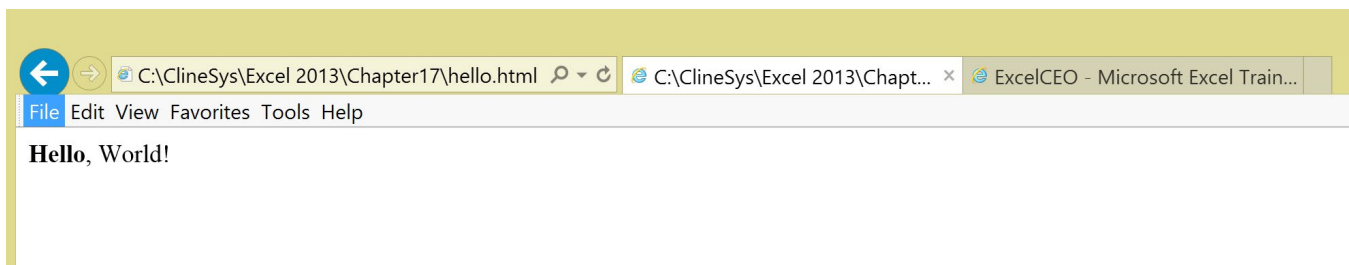 C:\ClineSys\Excel 2013\Chapter17\hello.html C:\ClineSys\Excel 2013\Chapt... ExcelCEO - Microsoft Excel Train...
File Edit View Favorites Tools Help
Hello, World!